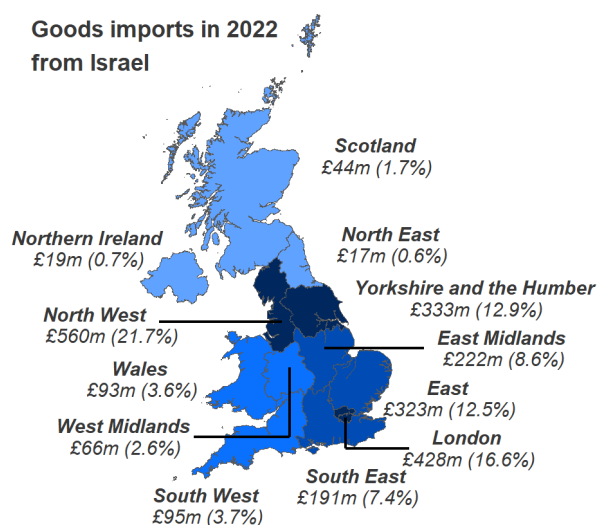 Goods imports in 2022
from Israel
Scotland
£44m (1.7%)
Northern Ireland
£19m (0.7%)
North East
£17m (0.6%)
Yorkshire and the Humber
£333m (12.9%)
North West
£560m (21.7%)
East Midlands
£222m (8.6%)
Wales
£93m (3.6%)
East
£323m (12.5%)
West Midlands
£66m (2.6%)
London
£428m (16.6%)
South East
£191m (7.4%)
South West
£95m (3.7%)